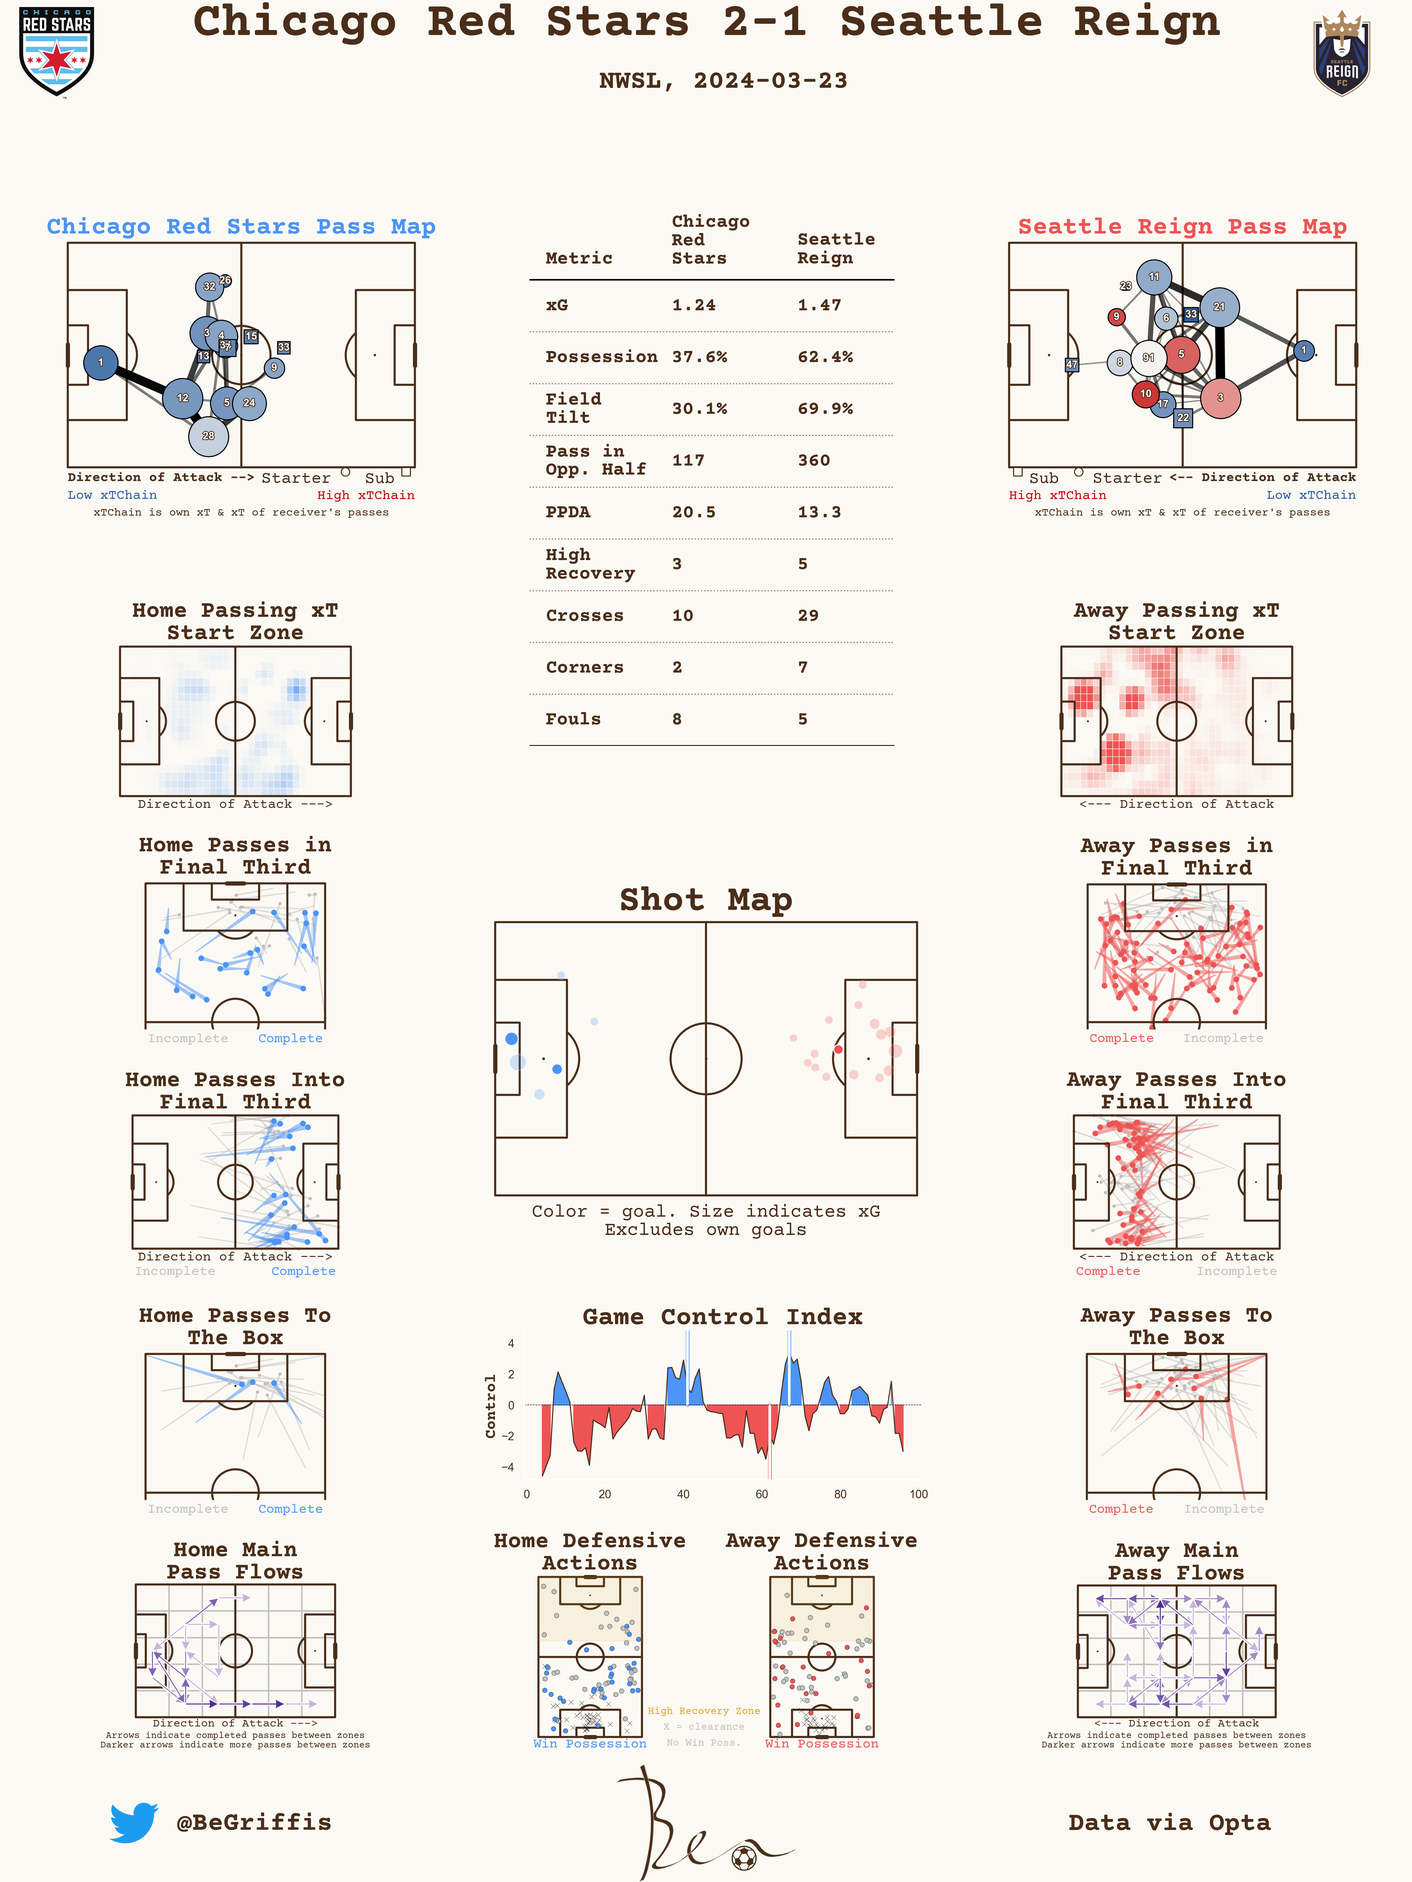 Chicago Red Stars 2-1 Seattle Reign
NWSL, 2024-03-23
CHICAGO
RED STARS
SEATTLE
REIGN
FC
Chicago Red Stars Pass Map
32
26
3
4
15
13
7
33
9
1
12
5
24
28
Direction of Attack --> Starter Sub
Low xTChain High xTChain
xTChain is own xT & xT of receiver's passes
Metric Chicago Red Stars Seattle Reign
xG 1.24 1.47
Possession 37.6% 62.4%
Field Tilt 30.1% 69.9%
Pass in Opp. Half 117 360
PPDA 20.5 13.3
High Recovery 3 5
Crosses 10 29
Corners 2 7
Fouls 8 5
Seattle Reign Pass Map
11
23
21
9
6
33
1
47
8
91
5
10
17
3
22
Sub Starter <-- Direction of Attack
High xTChain Low xTChain
xTChain is own xT & xT of receiver's passes
Home Passing xT
Start Zone
Direction of Attack --->
Away Passing xT
Start Zone
<--- Direction of Attack
Home Passes in
Final Third
Incomplete Complete
Away Passes in
Final Third
Complete Incomplete
Shot Map
Color = goal. Size indicates xG
Excludes own goals
Home Passes Into
Final Third
Direction of Attack --->
Incomplete Complete
Away Passes Into
Final Third
<--- Direction of Attack
Complete Incomplete
Home Passes To
The Box
Incomplete Complete
Game Control Index
Control
4
2
0
−2
−4
0 20 40 60 80 100
Away Passes To
The Box
Complete Incomplete
Home Main
Pass Flows
Direction of Attack --->
Arrows indicate completed passes between zones
Darker arrows indicate more passes between zones
Home Defensive
Actions
Win Possession
High Recovery Zone
X = clearance
No Win Poss.
Away Defensive
Actions
Win Possession
Away Main
Pass Flows
<--- Direction of Attack
Arrows indicate completed passes between zones
Darker arrows indicate more passes between zones
@BeGriffis
Ben
Data via Opta